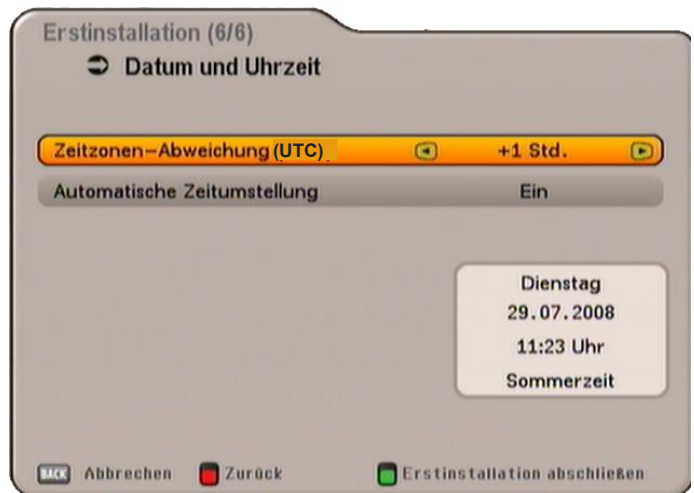 Erstinstallation (6/6)
Datum und Uhrzeit
Zeitzonen-Abweichung (UTC) +1 Std.
Automatische Zeitumstellung Ein
Dienstag
29.07.2008
11:23 Uhr
Sommerzeit
BACK Abbrechen Zurück Erstinstallation abschließen